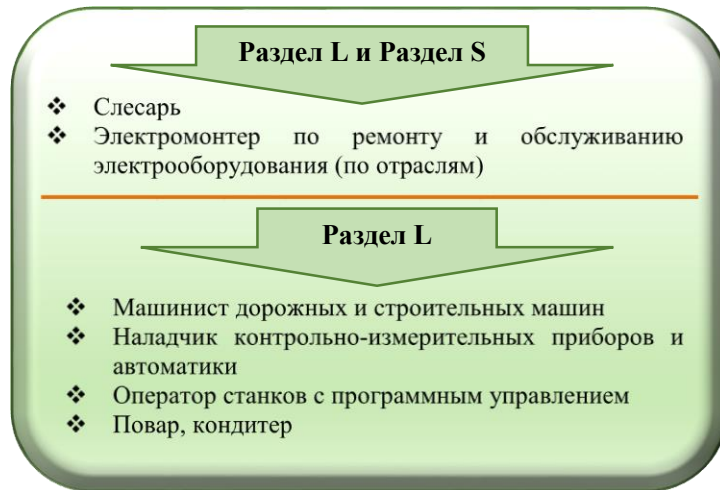 Раздел L и Раздел S
❖ Слесарь
❖ Электромонтер по ремонту и обслуживанию
электрооборудования (по отраслям)
Раздел L
❖ Машинист дорожных и строительных машин
❖ Наладчик контрольно-измерительных приборов и
автоматики
❖ Оператор станков с программным управлением
❖ Повар, кондитер